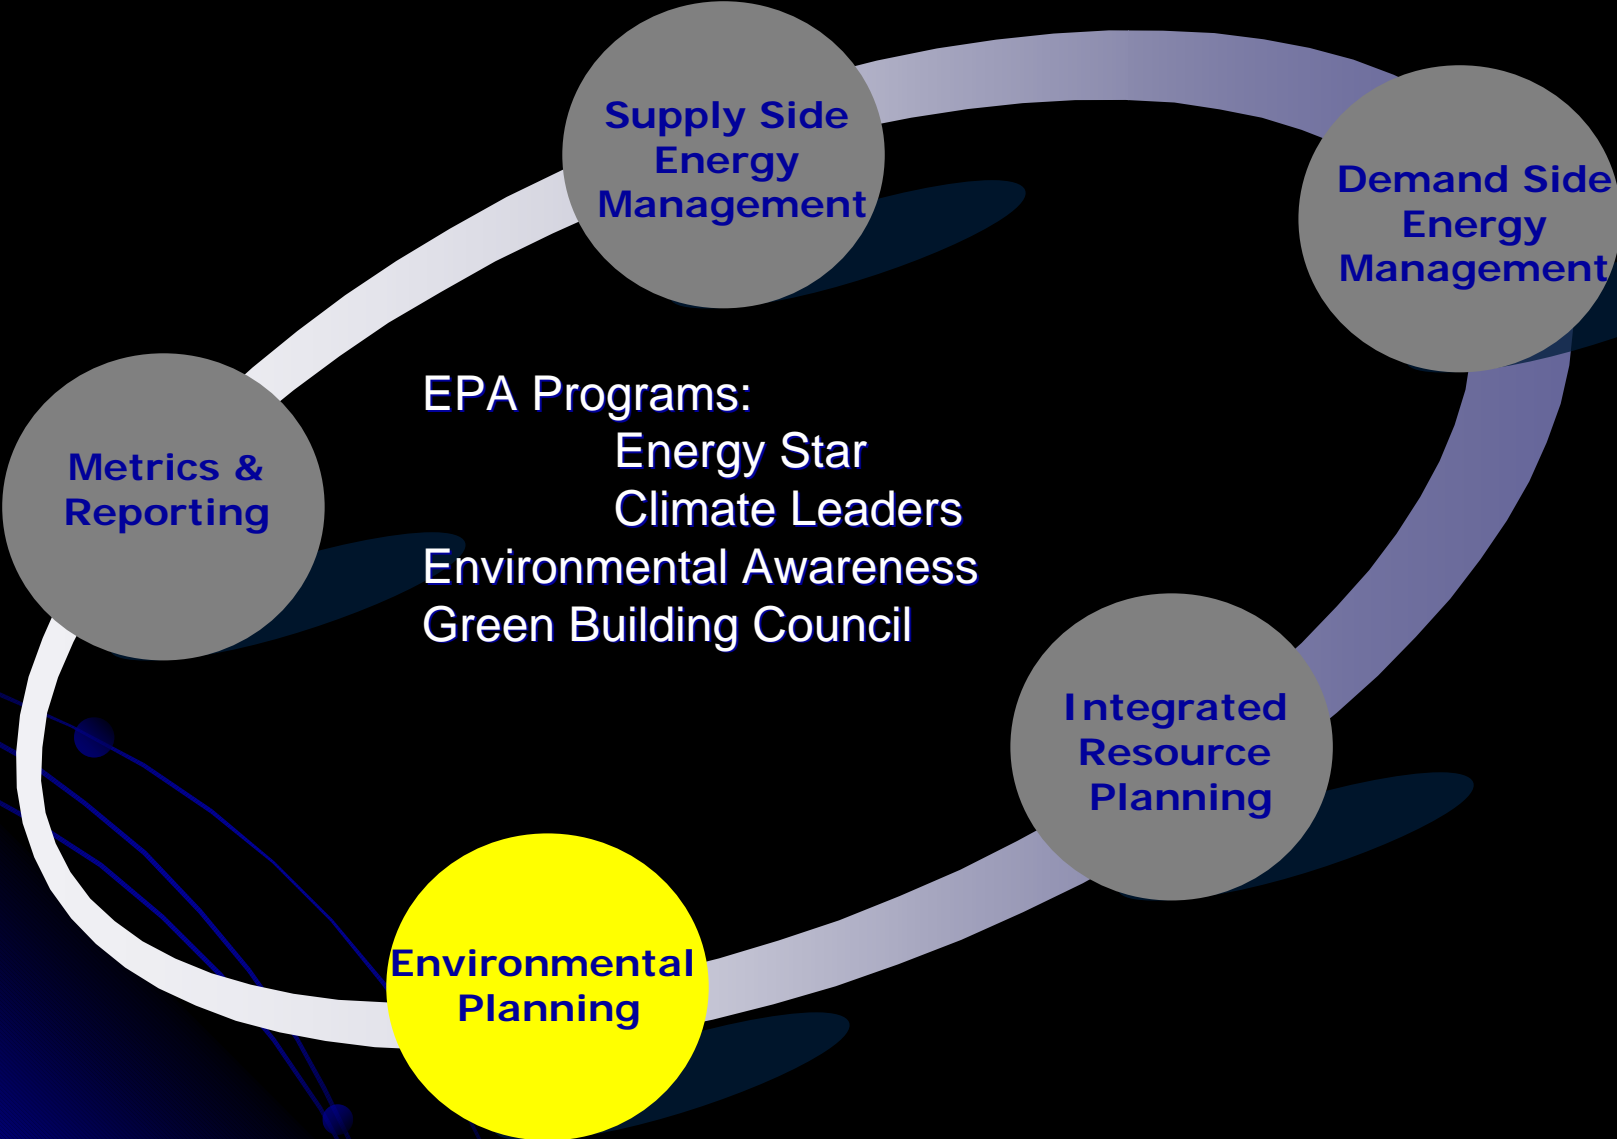 Supply Side
Energy
Management
Demand Side
Energy
Management
Metrics &
Reporting
EPA Programs:
Energy Star
Climate Leaders
Environmental Awareness
Green Building Council
Integrated
Resource
Planning
Environmental
Planning